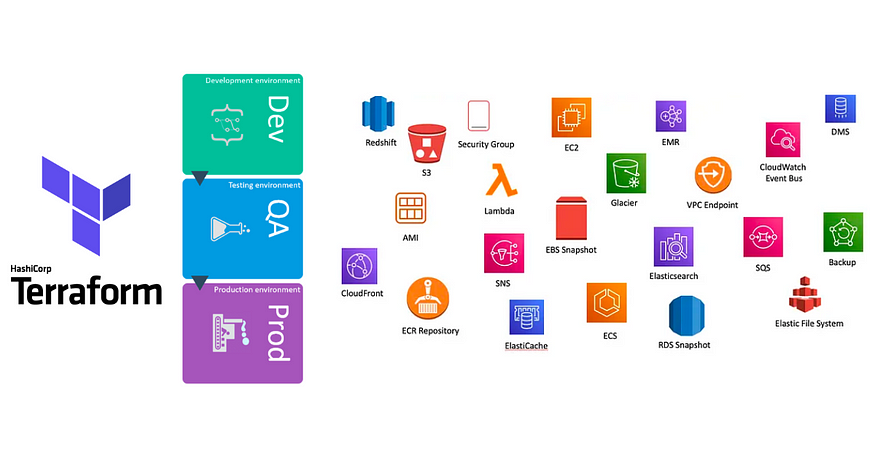 HashiCorp
Terraform
Development environment
Dev
Testing environment
QA
Production environment
Prod
Redshift
S3
Security Group
EC2
EMR
DMS
CloudWatch
Event Bus
AMI
Lambda
Glacier
VPC Endpoint
EBS Snapshot
CloudFront
SNS
Elasticsearch
SQS
Backup
ECR Repository
ElastiCache
ECS
RDS Snapshot
Elastic File System